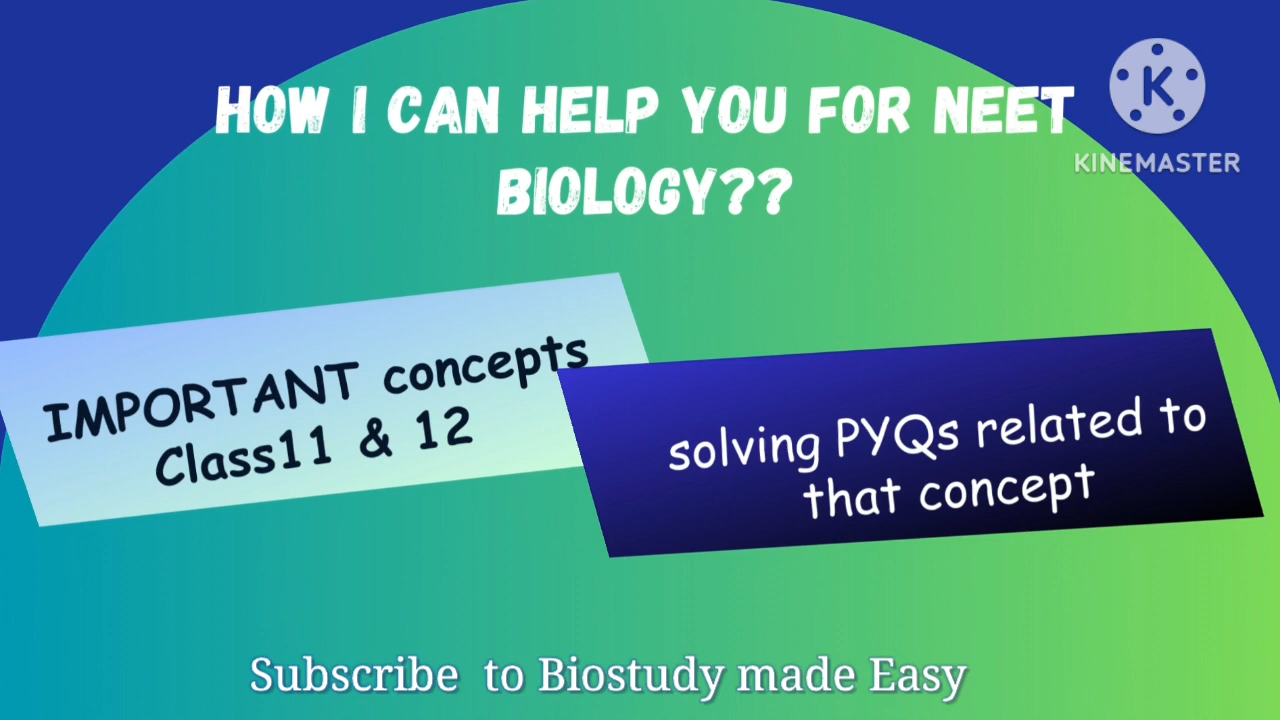 HOW I CAN HELP YOU FOR NEET
BIOLOGY??
K
KINEMASTER
IMPORTANT concepts
Class11 & 12
solving PYQs related to
that concept
Subscribe to Biostudy made Easy